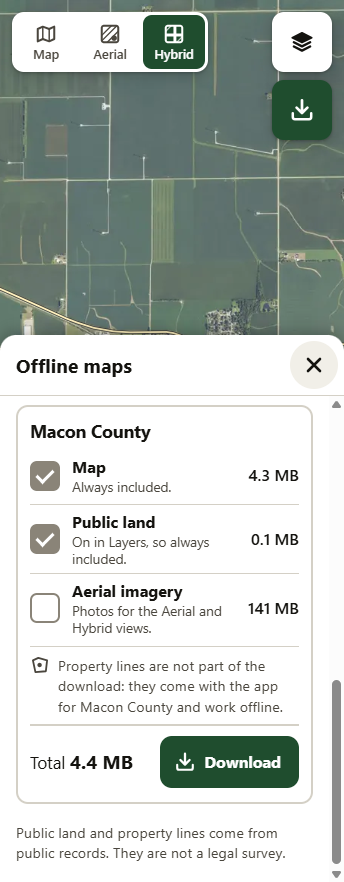 Map
Aerial
Hybrid
Offline maps
Macon County
Map
4.3 MB
Always included.
Public land
0.1 MB
On in Layers, so always
included.
Aerial imagery
141 MB
Photos for the Aerial and
Hybrid views.
Property lines are not part of the
download: they come with the app
for Macon County and work offline.
Total 4.4 MB
Download
Public land and property lines come from
public records. They are not a legal survey.